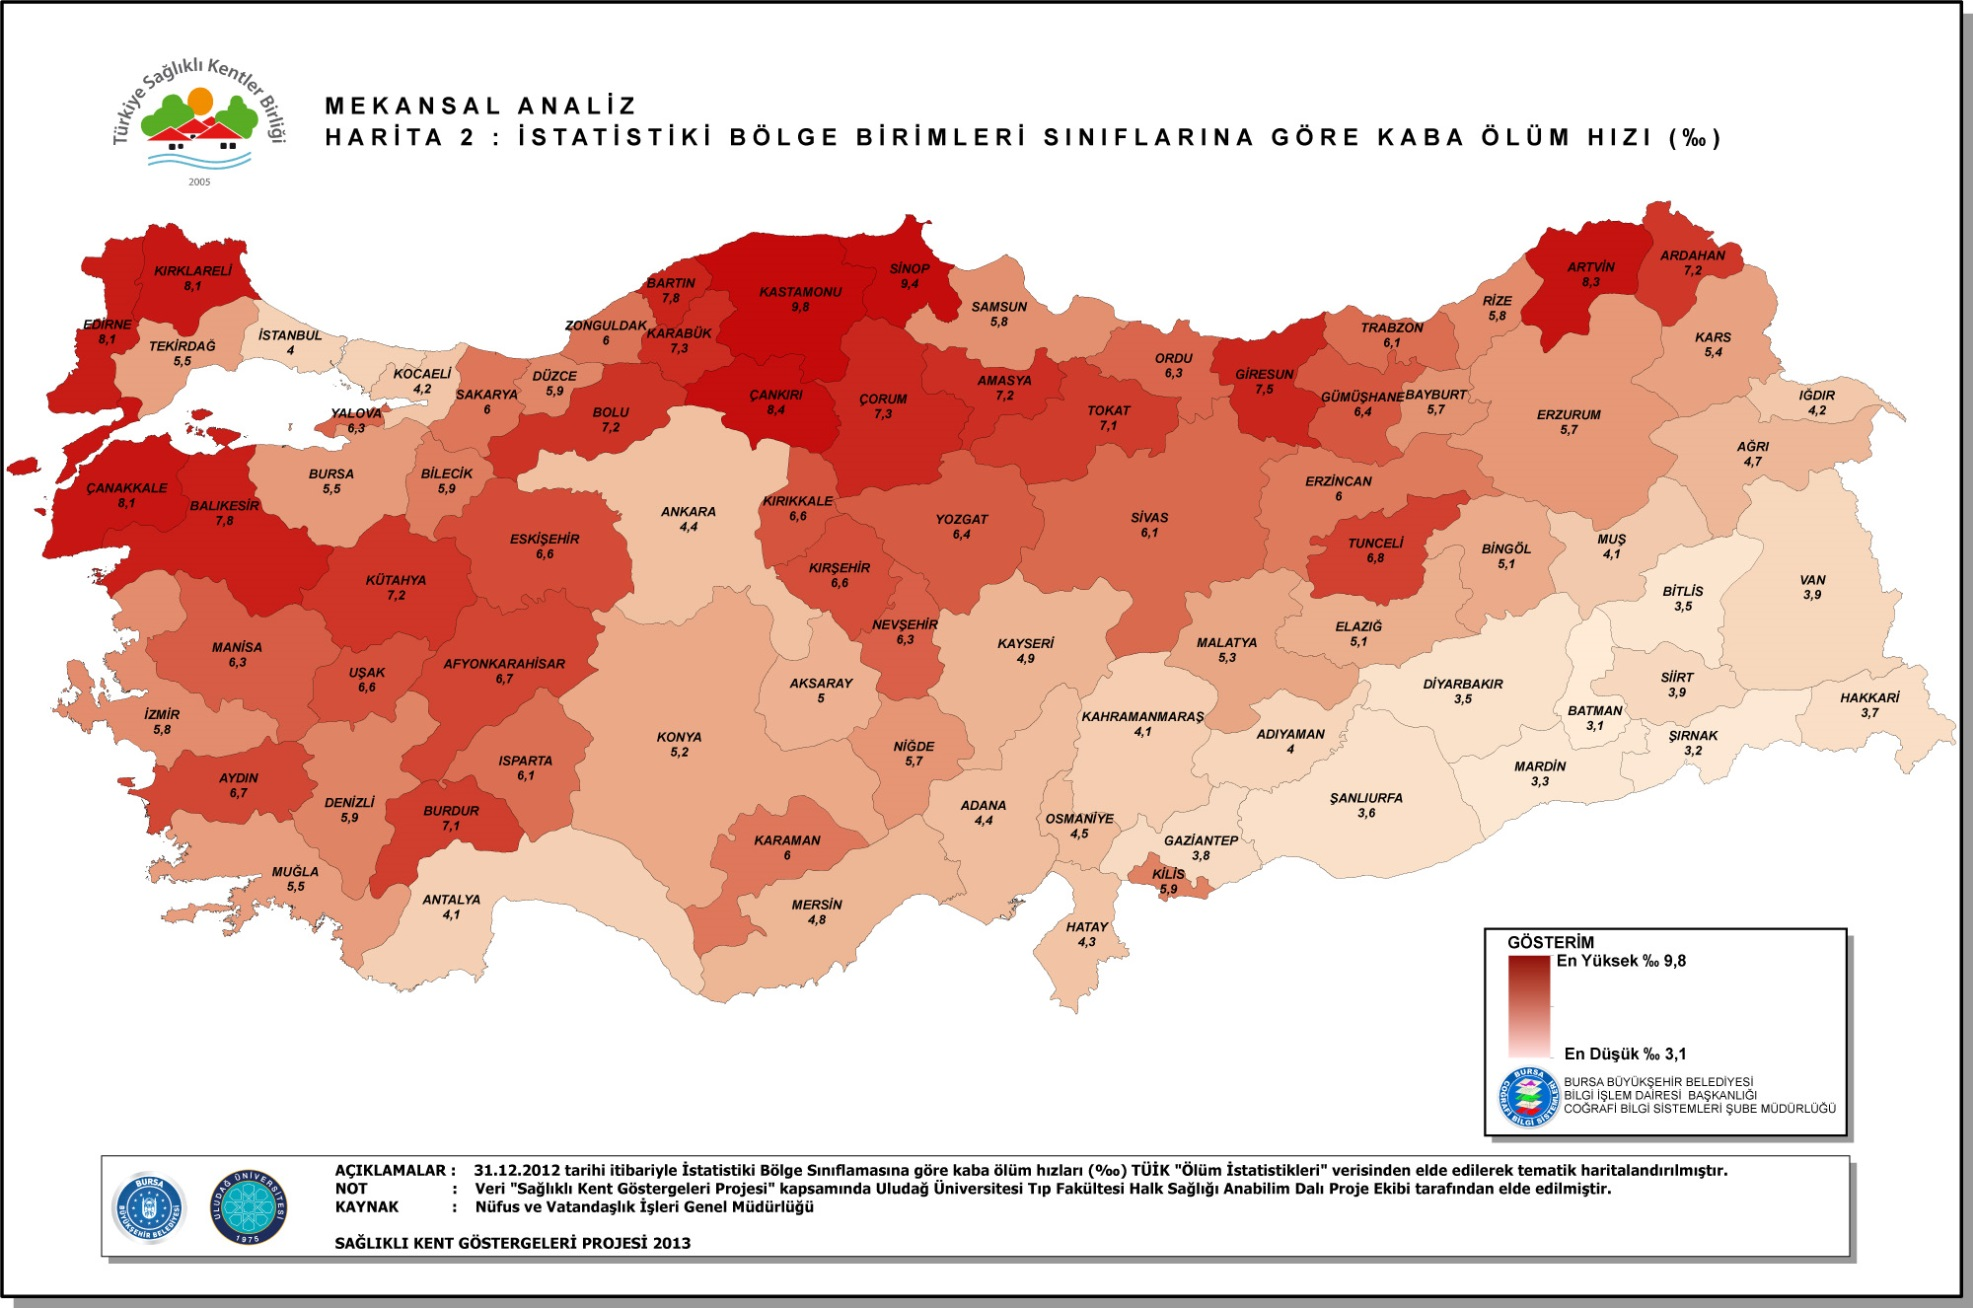 Türkiye Sağlıklı Kentler Birliği
2005
MEKANSAL ANALİZ
HARİTA 2 : İSTATİSTİKİ BÖLGE BİRİMLERİ SINIFLARINA GÖRE KABA ÖLÜM HIZI (‰)
KIRKLARELİ
8,1
EDİRNE
8,1
TEKİRDAĞ
5,5
İSTANBUL
4
KOCAELİ
4,2
YALOVA
6,3
SAKARYA
6
DÜZCE
5,9
ZONGULDAK
6
BARTIN
7,8
KARABÜK
7,3
KASTAMONU
9,8
SİNOP
9,4
SAMSUN
5,8
BOLU
7,2
ÇANKIRI
8,4
ÇORUM
7,3
AMASYA
7,2
TOKAT
7,1
ORDU
6,3
GİRESUN
7,5
TRABZON
6,1
GÜMÜŞHANE
6,4
BAYBURT
5,7
RİZE
5,8
ARTVİN
8,3
ARDAHAN
7,2
KARS
5,4
IĞDIR
4,2
ERZURUM
5,7
AĞRI
4,7
ÇANAKKALE
8,1
BALIKESİR
7,8
BURSA
5,5
BİLECİK
5,9
ESKİŞEHİR
6,6
KÜTAHYA
7,2
ANKARA
4,4
KIRIKKALE
6,6
KIRŞEHİR
6,6
YOZGAT
6,4
SİVAS
6,1
ERZİNCAN
6
TUNCELİ
6,8
BİNGÖL
5,1
MUŞ
4,1
BİTLİS
3,5
VAN
3,9
MANİSA
6,3
UŞAK
6,6
AFYONKARAHİSAR
6,7
NEVŞEHİR
6,3
KAYSERİ
4,9
MALATYA
5,3
ELAZIĞ
5,1
AKSARAY
5
DİYARBAKIR
3,5
BATMAN
3,1
SİİRT
3,9
ŞIRNAK
3,2
HAKKARİ
3,7
İZMİR
5,8
AYDIN
6,7
DENİZLİ
5,9
ISPARTA
6,1
BURDUR
7,1
KONYA
5,2
NİĞDE
5,7
KAHRAMANMARAŞ
4,1
ADIYAMAN
4
MARDİN
3,3
ŞANLIURFA
3,6
ADANA
4,4
OSMANİYE
4,5
GAZİANTEP
3,8
KİLİS
5,9
KARAMAN
6
MUĞLA
5,5
ANTALYA
4,1
MERSİN
4,8
HATAY
4,3
GÖSTERİM
En Yüksek ‰ 9,8
En Düşük ‰ 3,1
BURSA
COĞRAFİ BİLGİ SİSTEMLERİ
BURSA BÜYÜKŞEHİR BELEDİYESİ
BİLGİ İŞLEM DAİRESİ BAŞKANLIĞI
COĞRAFİ BİLGİ SİSTEMLERİ ŞUBE MÜDÜRLÜĞÜ
BURSA
BÜYÜKŞEHİR BELEDİYESİ
ULUDAĞ ÜNİVERSİTESİ
1975
AÇIKLAMALAR : 31.12.2012 tarihi itibariyle İstatistiki Bölge Sınıflamasına göre kaba ölüm hızları (‰) TÜİK "Ölüm İstatistikleri" verisinden elde edilerek tematik haritalandırılmıştır.
NOT : Veri "Sağlıklı Kent Göstergeleri Projesi" kapsamında Uludağ Üniversitesi Tıp Fakültesi Halk Sağlığı Anabilim Dalı Proje Ekibi tarafından elde edilmiştir.
KAYNAK : Nüfus ve Vatandaşlık İşleri Genel Müdürlüğü
SAĞLIKLI KENT GÖSTERGELERİ PROJESİ 2013